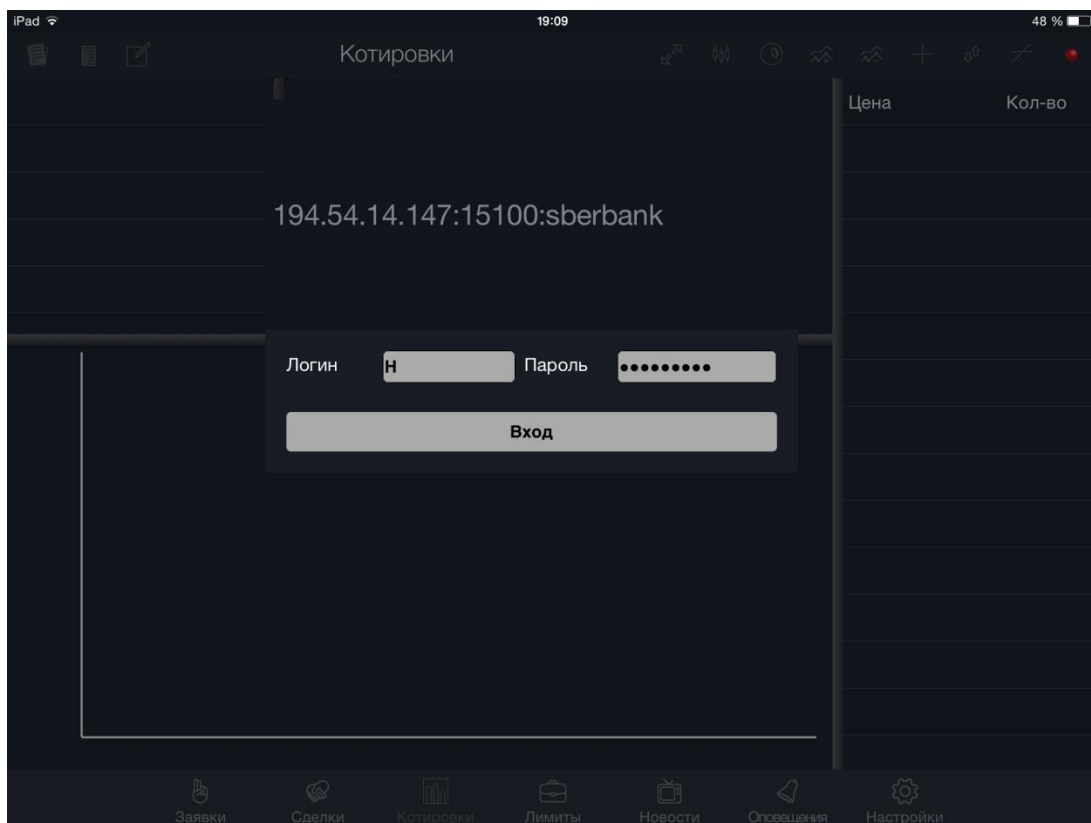 iPad 19:09 48 %
Котировки
Цена Кол-во
194.54.14.147:15100:sberbank
Логин Н Пароль •••••••••
Вход
Заявки Сделки Котировки Лимиты Новости Оповещения Настройки